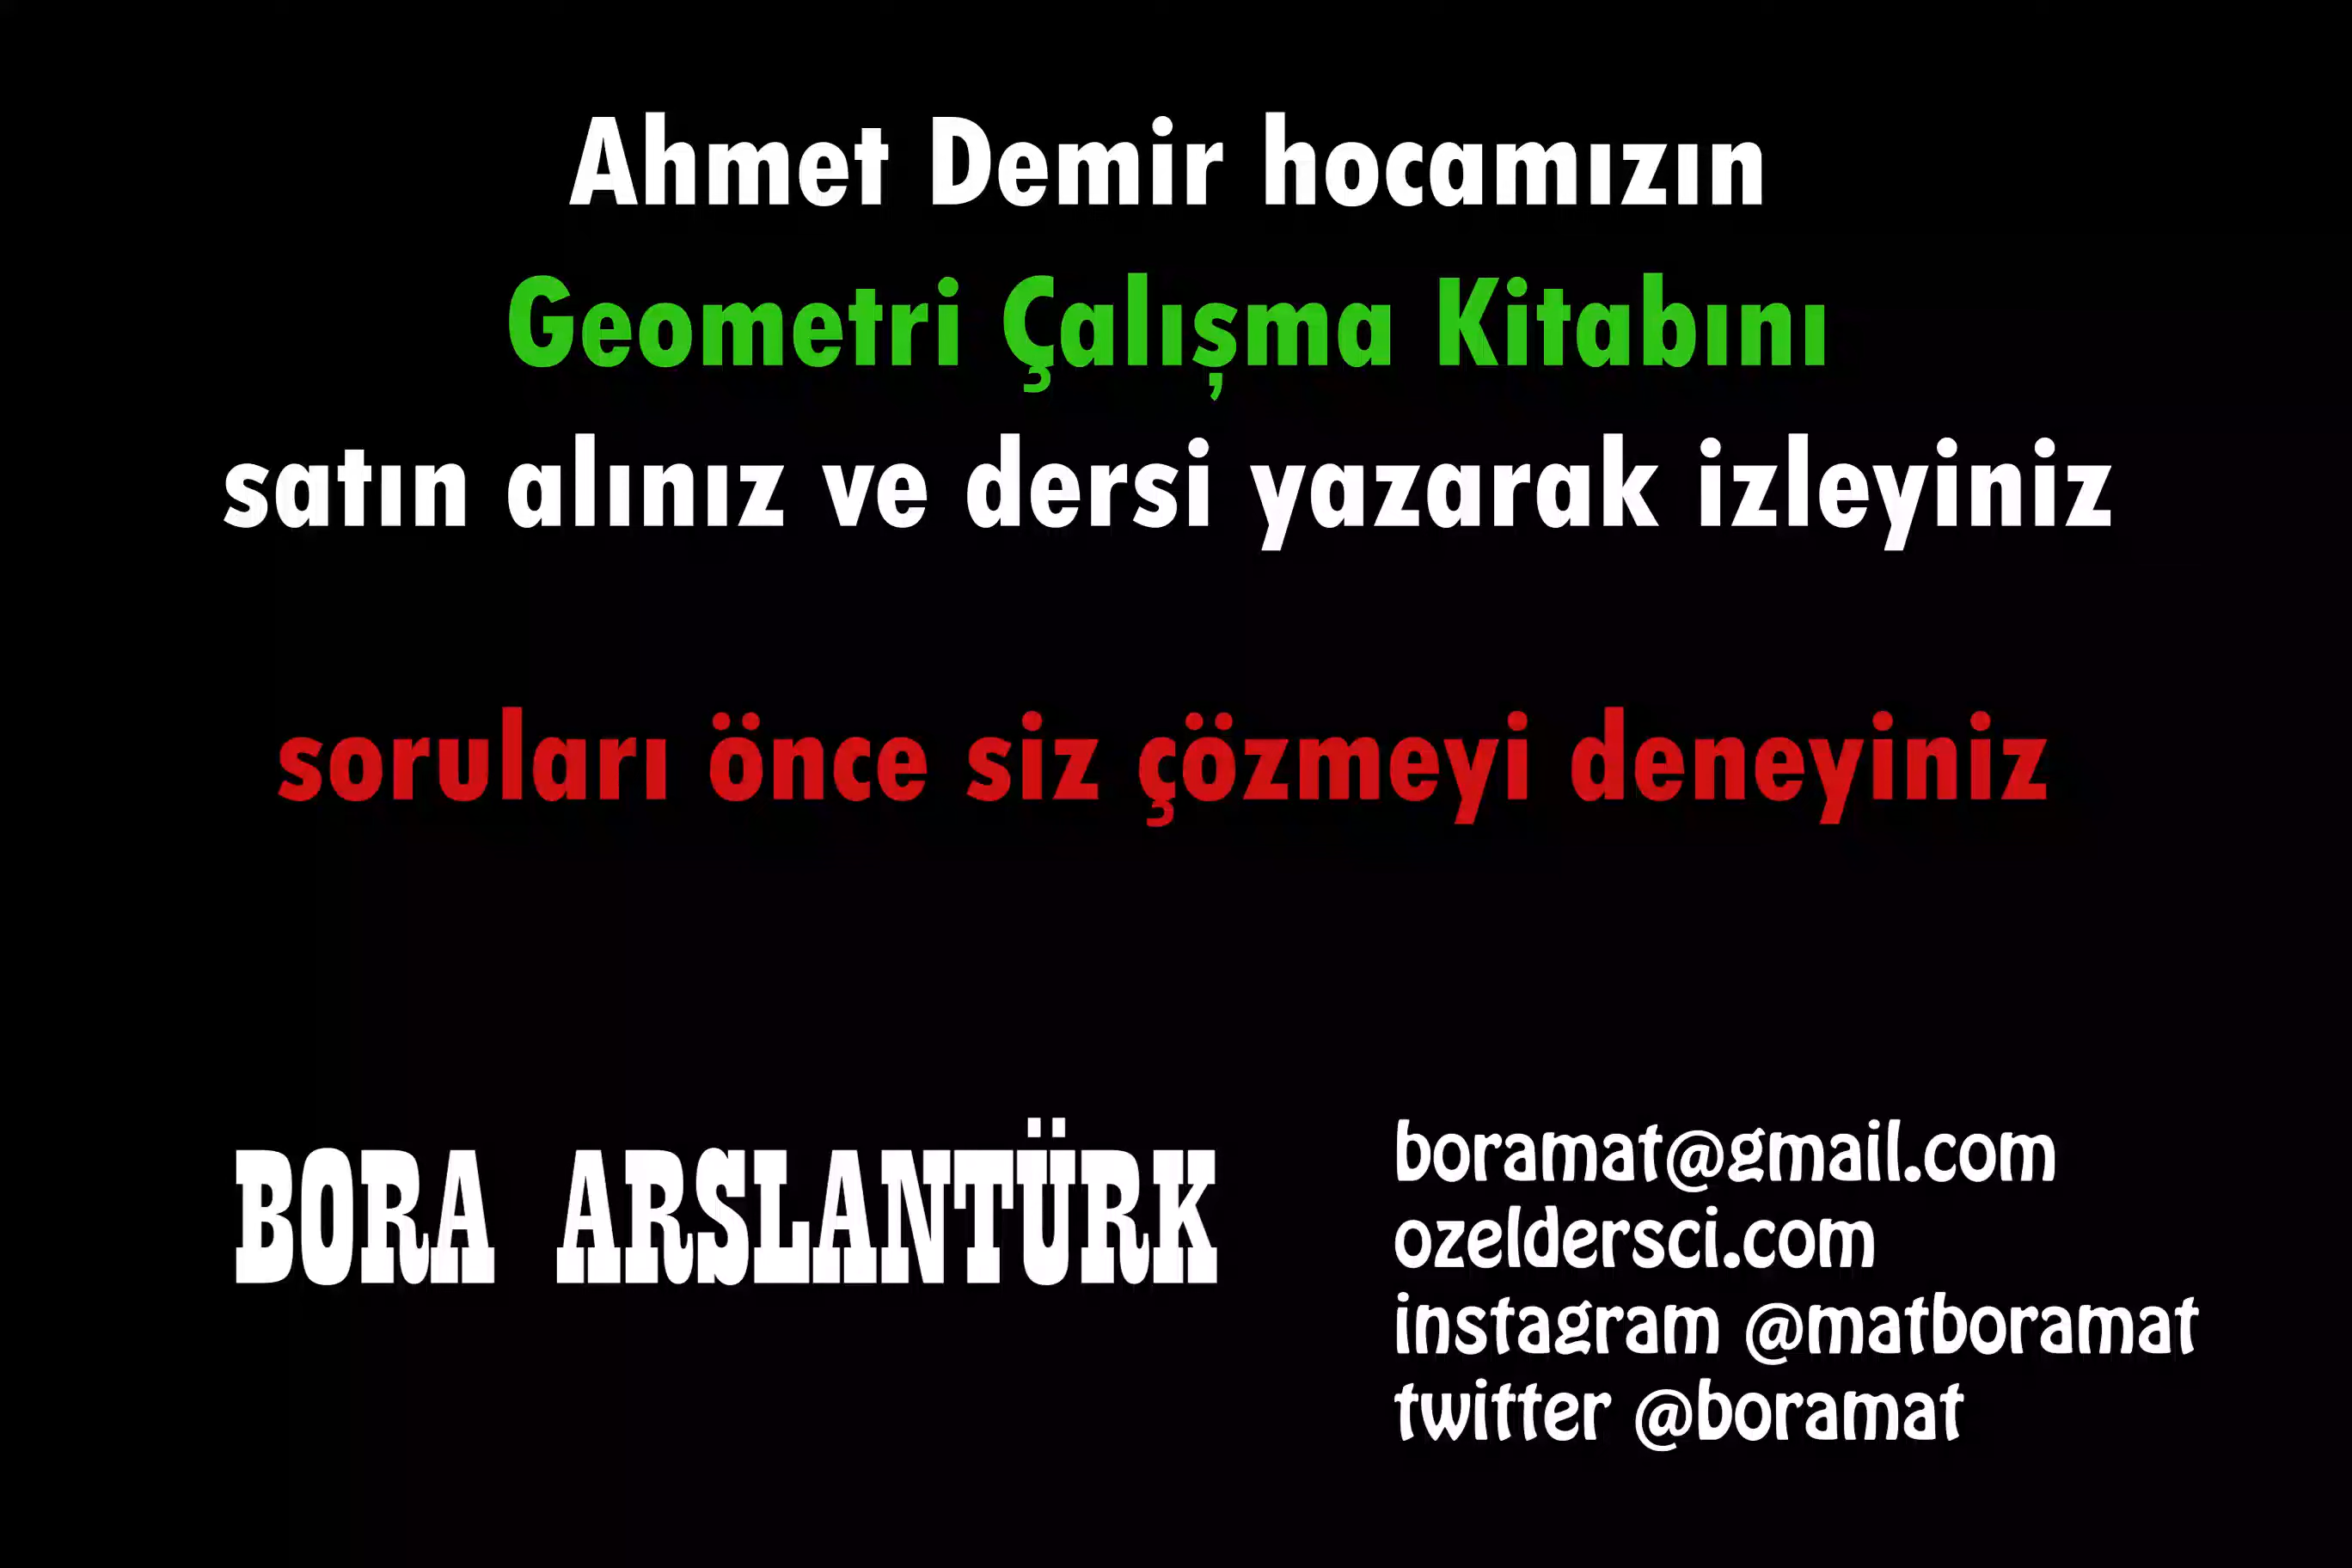 Ahmet Demir hocamızın
Geometri Çalışma Kitabını
satın alınız ve dersi yazarak izleyiniz
soruları önce siz çözmeyi deneyiniz
BORA ARSLANTÜRK
boramat@gmail.com
ozeldersci.com
instagram @matboramat
twitter @boramat